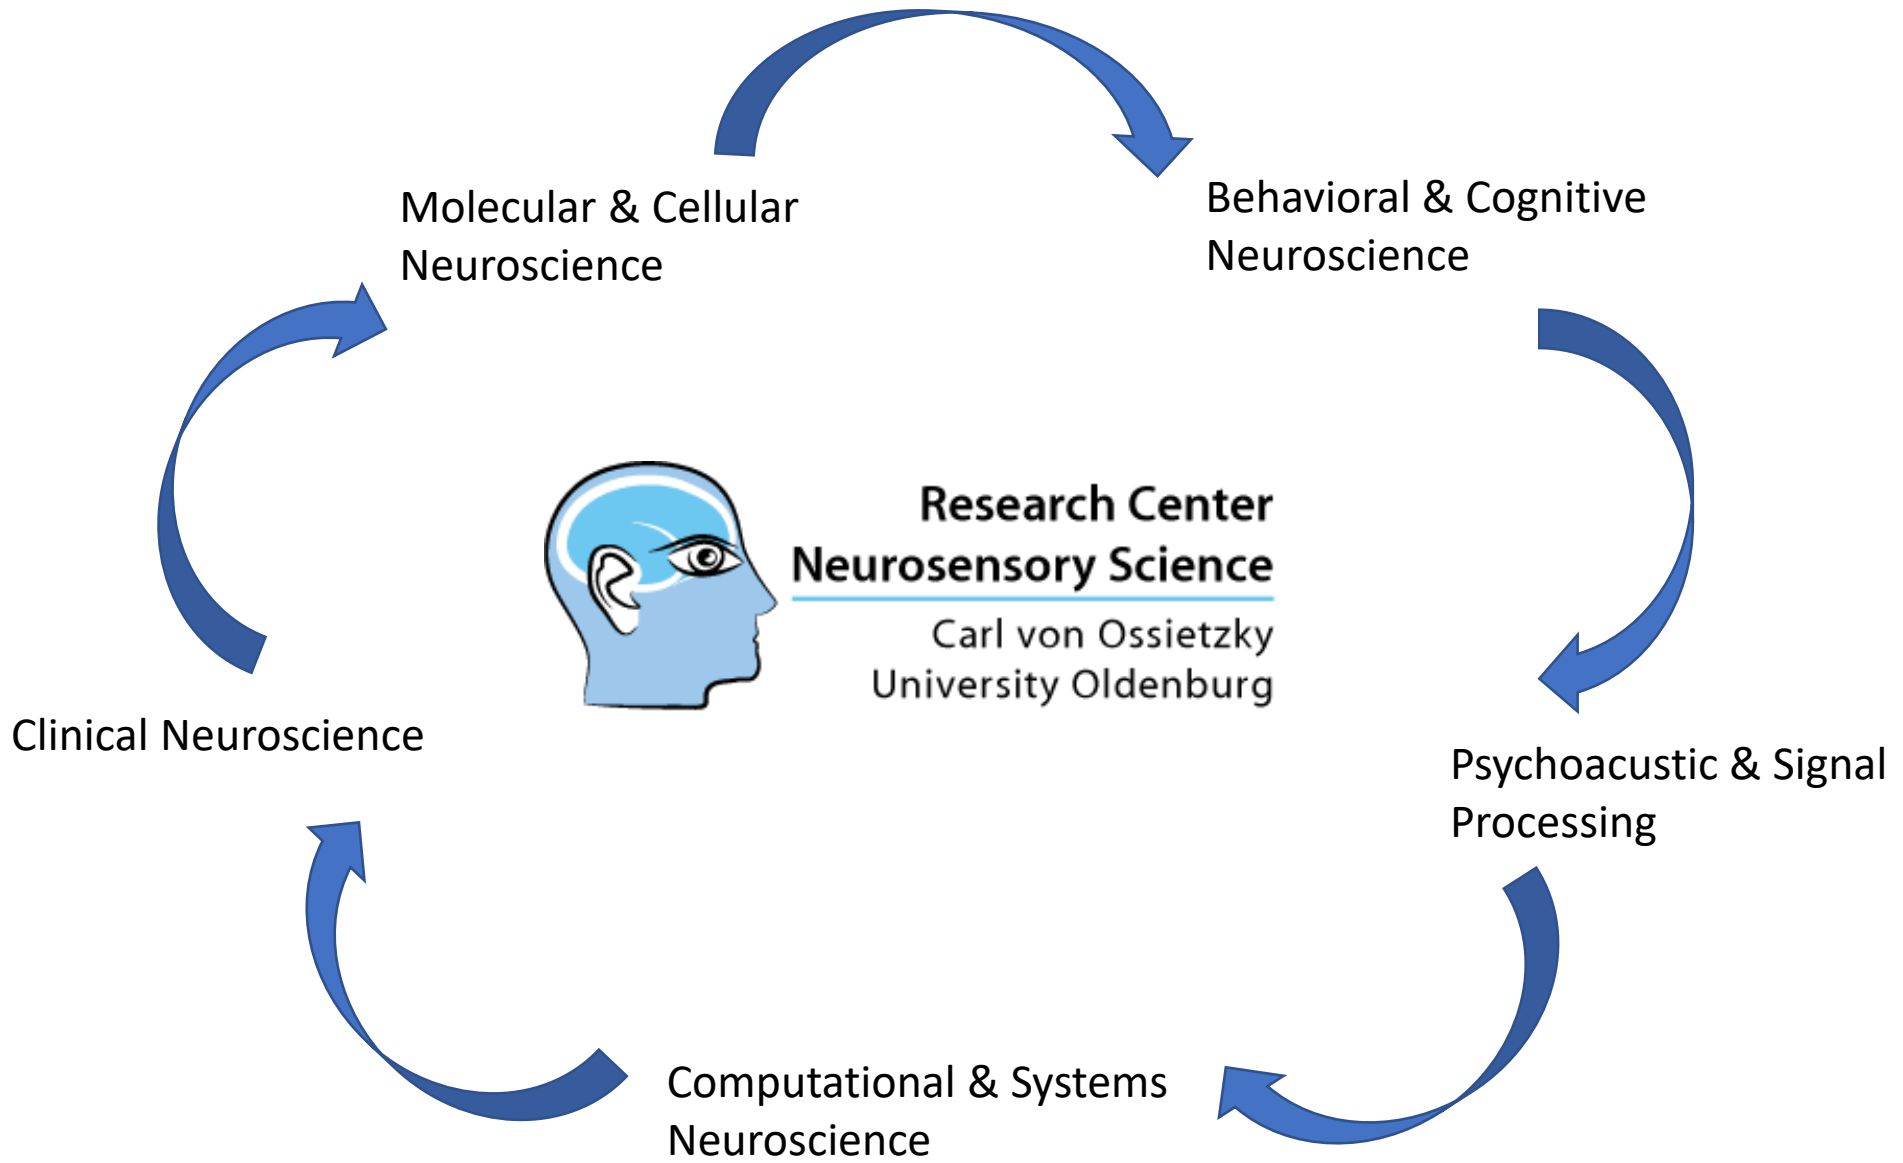 Molecular & Cellular
Neuroscience
Behavioral & Cognitive
Neuroscience
Research Center
Neurosensory Science
Carl von Ossietzky
University Oldenburg
Clinical Neuroscience
Psychoacustic & Signal
Processing
Computational & Systems
Neuroscience